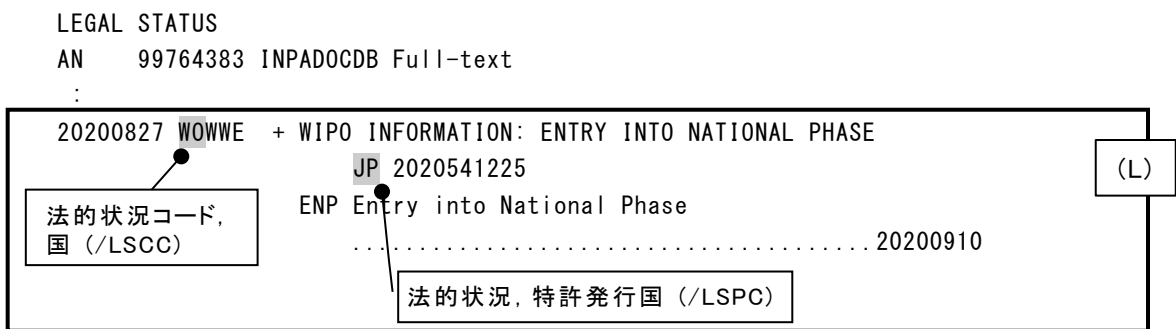 LEGAL STATUS
AN 99764383 INPADOCDB Full-text
:
20200827 WOWWE + WIPO INFORMATION: ENTRY INTO NATIONAL PHASE
JP 2020541225
(L)
ENP Entry into National Phase
法的状況コード,
国 (/LSCC)
.......................................20200910
法的状況, 特許発行国 (/LSPC)